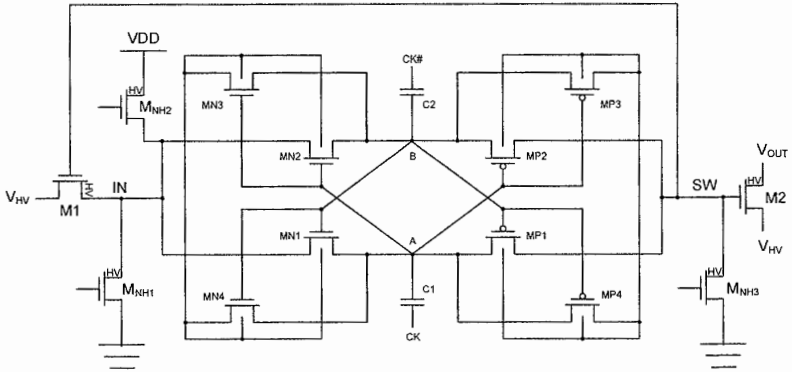 VDD
CK#
HV
MNH2
MN3
C2
HV
MP3
MN2
B
MP2
VOUT
IN
SW
HV
M2
VHV
HV
M1
MN1
A
MP1
VHV
HV
MNH1
MN4
C1
MP4
HV
MNH3
CK